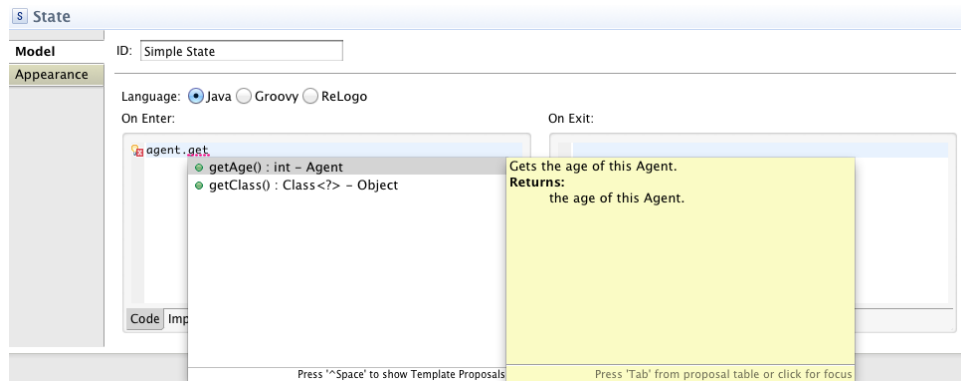 S State
Model
Appearance
ID: Simple State
Language: Java Groovy ReLogo
On Enter:
On Exit:
agent.get
getAge() : int – Agent
getClass() : Class<?> – Object
Gets the age of this Agent.
Returns:
the age of this Agent.
Code Imp
Press '^Space' to show Template Proposals
Press 'Tab' from proposal table or click for focus